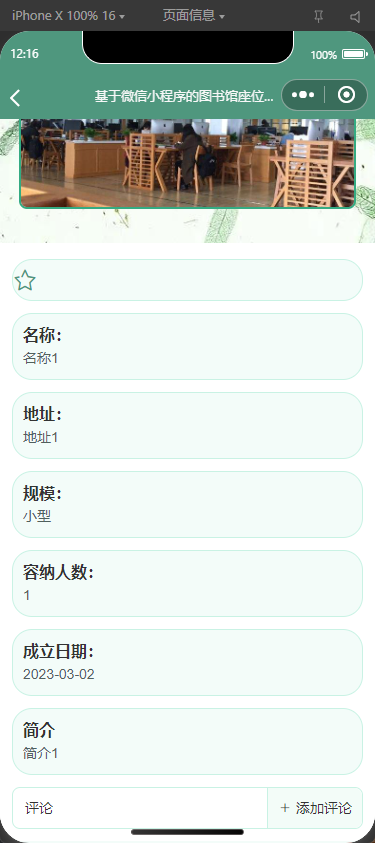 iPhone X 100% 16 页面信息
12:16 100%
基于微信小程序的图书馆座位...
名称：
名称1
地址：
地址1
规模：
小型
容纳人数：
1
成立日期：
2023-03-02
简介
简介1
评论 + 添加评论